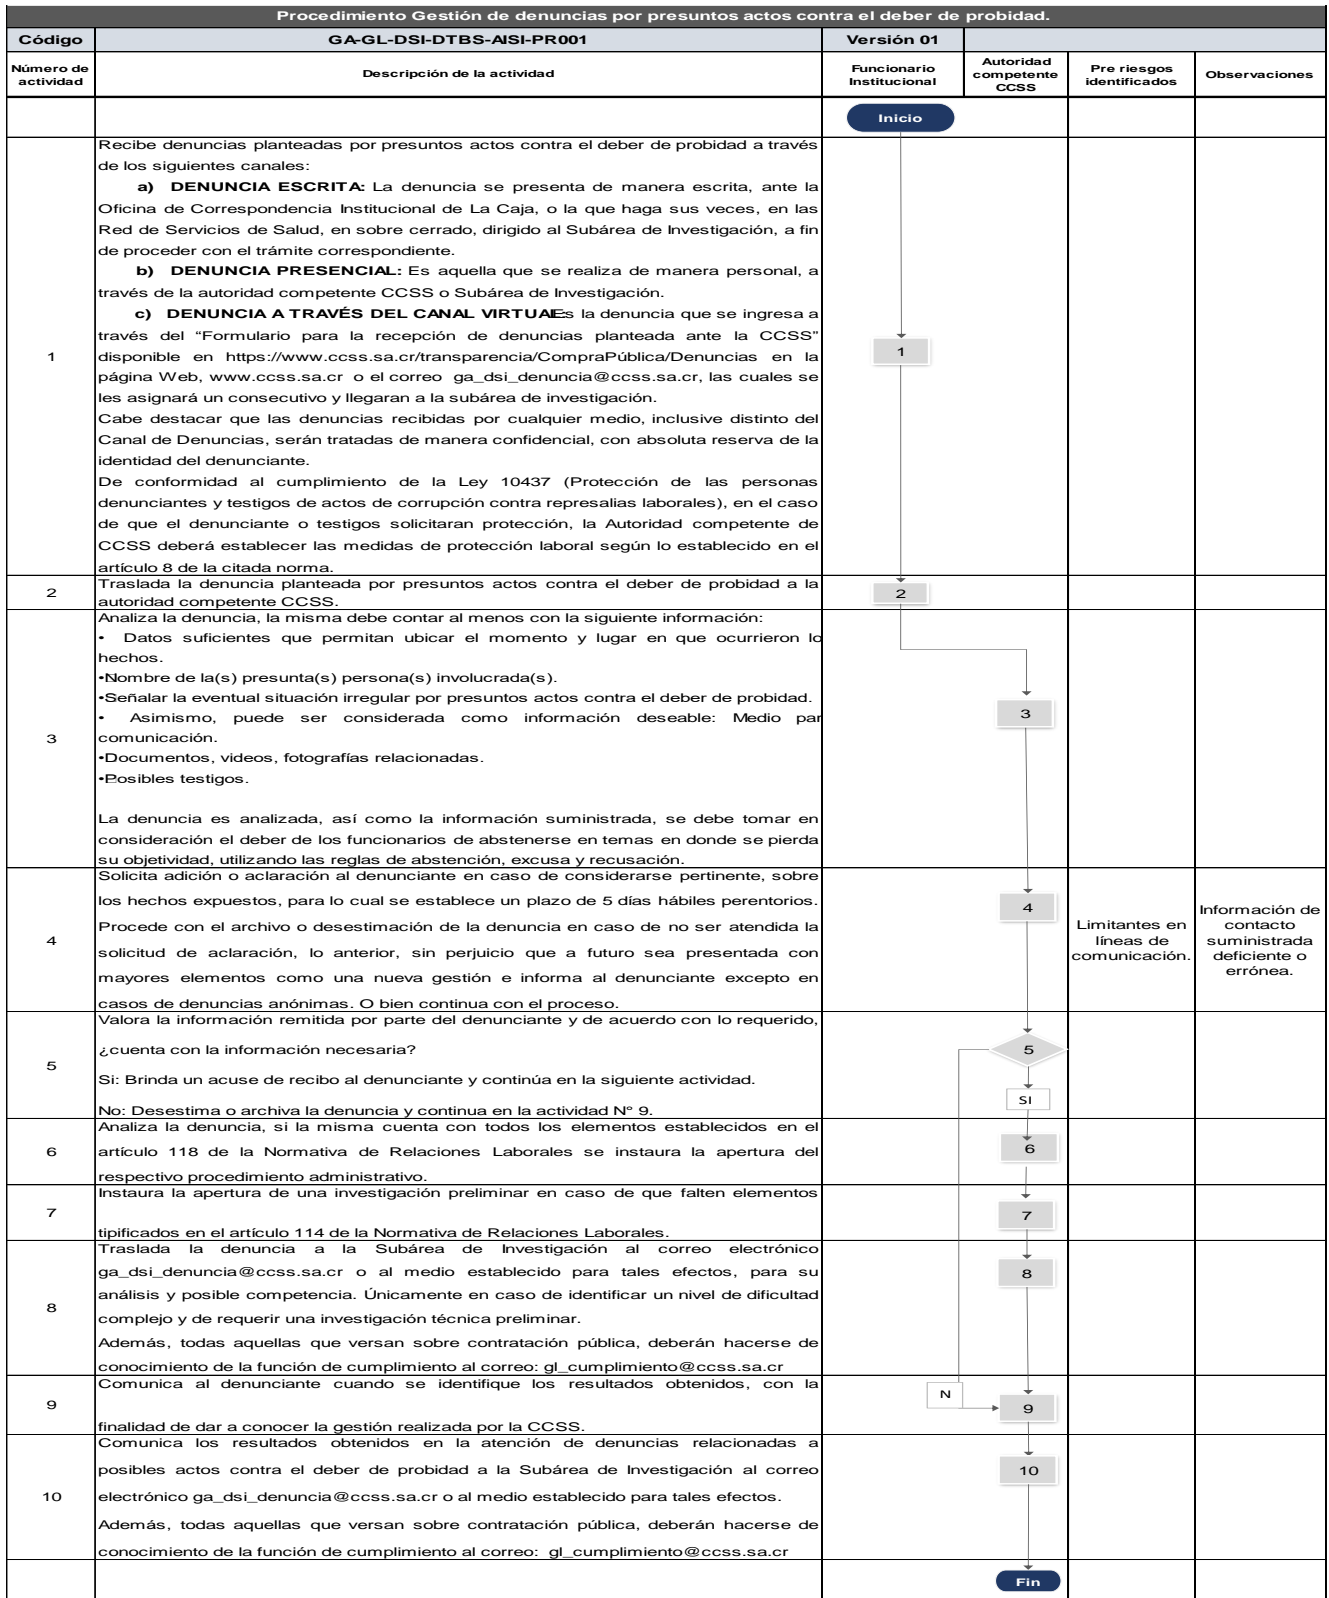 Procedimiento Gestión de denuncias por presuntos actos contra el deber de probidad.
Código
GA-GL-DSI-DTBS-AISI-PR001
Versión 01
Número de
actividad
Descripción de la actividad
Funcionario
Institucional
Autoridad
competente
CCSS
Pre riesgos
identificados
Observaciones
Inicio
1
Recibe denuncias planteadas por presuntos actos contra el deber de probidad a través
de los siguientes canales:
a) DENUNCIA ESCRITA: La denuncia se presenta de manera escrita, ante la
Oficina de Correspondencia Institucional de La Caja, o la que haga sus veces, en las
Red de Servicios de Salud, en sobre cerrado, dirigido al Subárea de Investigación, a fin
de proceder con el trámite correspondiente.
b) DENUNCIA PRESENCIAL: Es aquella que se realiza de manera personal, a
través de la autoridad competente CCSS o Subárea de Investigación.
c) DENUNCIA A TRAVÉS DEL CANAL VIRTUAL: Es la denuncia que se ingresa a
través del “Formulario para la recepción de denuncias planteada ante la CCSS"
disponible en https://www.ccss.sa.cr/transparencia/CompraPública/Denuncias en la
página Web, www.ccss.sa.cr o el correo ga_dsi_denuncia@ccss.sa.cr, las cuales se
les asignará un consecutivo y llegaran a la subárea de investigación.
Cabe destacar que las denuncias recibidas por cualquier medio, inclusive distinto del
Canal de Denuncias, serán tratadas de manera confidencial, con absoluta reserva de la
identidad del denunciante.
De conformidad al cumplimiento de la Ley 10437 (Protección de las personas
denunciantes y testigos de actos de corrupción contra represalias laborales), en el caso
de que el denunciante o testigos solicitaran protección, la Autoridad competente de
CCSS deberá establecer las medidas de protección laboral según lo establecido en el
artículo 8 de la citada norma.
1
2
Traslada la denuncia planteada por presuntos actos contra el deber de probidad a la
autoridad competente CCSS.
2
3
Analiza la denuncia, la misma debe contar al menos con la siguiente información:
• Datos suficientes que permitan ubicar el momento y lugar en que ocurrieron lo
hechos.
•Nombre de la(s) presunta(s) persona(s) involucrada(s).
•Señalar la eventual situación irregular por presuntos actos contra el deber de probidad.
• Asimismo, puede ser considerada como información deseable: Medio par
comunicación.
•Documentos, videos, fotografías relacionadas.
•Posibles testigos.
La denuncia es analizada, así como la información suministrada, se debe tomar en
consideración el deber de los funcionarios de abstenerse en temas en donde se pierda
su objetividad, utilizando las reglas de abstención, excusa y recusación.
3
4
Solicita adición o aclaración al denunciante en caso de considerarse pertinente, sobre
los hechos expuestos, para lo cual se establece un plazo de 5 días hábiles perentorios.
Procede con el archivo o desestimación de la denuncia en caso de no ser atendida la
solicitud de aclaración, lo anterior, sin perjuicio que a futuro sea presentada con
mayores elementos como una nueva gestión e informa al denunciante excepto en
casos de denuncias anónimas. O bien continua con el proceso.
4
Limitantes en
líneas de
comunicación.
Información de
contacto
suministrada
deficiente o
errónea.
5
Valora la información remitida por parte del denunciante y de acuerdo con lo requerido,
¿cuenta con la información necesaria?
Si: Brinda un acuse de recibo al denunciante y continúa en la siguiente actividad.
No: Desestima o archiva la denuncia y continua en la actividad N° 9.
5
SI
6
Analiza la denuncia, si la misma cuenta con todos los elementos establecidos en el
artículo 118 de la Normativa de Relaciones Laborales se instaura la apertura del
respectivo procedimiento administrativo.
6
7
Instaura la apertura de una investigación preliminar en caso de que falten elementos
tipificados en el artículo 114 de la Normativa de Relaciones Laborales.
7
8
Traslada la denuncia a la Subárea de Investigación al correo electrónico
ga_dsi_denuncia@ccss.sa.cr o al medio establecido para tales efectos, para su
análisis y posible competencia. Únicamente en caso de identificar un nivel de dificultad
complejo y de requerir una investigación técnica preliminar.
Además, todas aquellas que versan sobre contratación pública, deberán hacerse de
conocimiento de la función de cumplimiento al correo: gl_cumplimiento@ccss.sa.cr
8
9
Comunica al denunciante cuando se identifique los resultados obtenidos, con la
finalidad de dar a conocer la gestión realizada por la CCSS.
N
9
10
Comunica los resultados obtenidos en la atención de denuncias relacionadas a
posibles actos contra el deber de probidad a la Subárea de Investigación al correo
electrónico ga_dsi_denuncia@ccss.sa.cr o al medio establecido para tales efectos.
Además, todas aquellas que versan sobre contratación pública, deberán hacerse de
conocimiento de la función de cumplimiento al correo: gl_cumplimiento@ccss.sa.cr
10
Fin